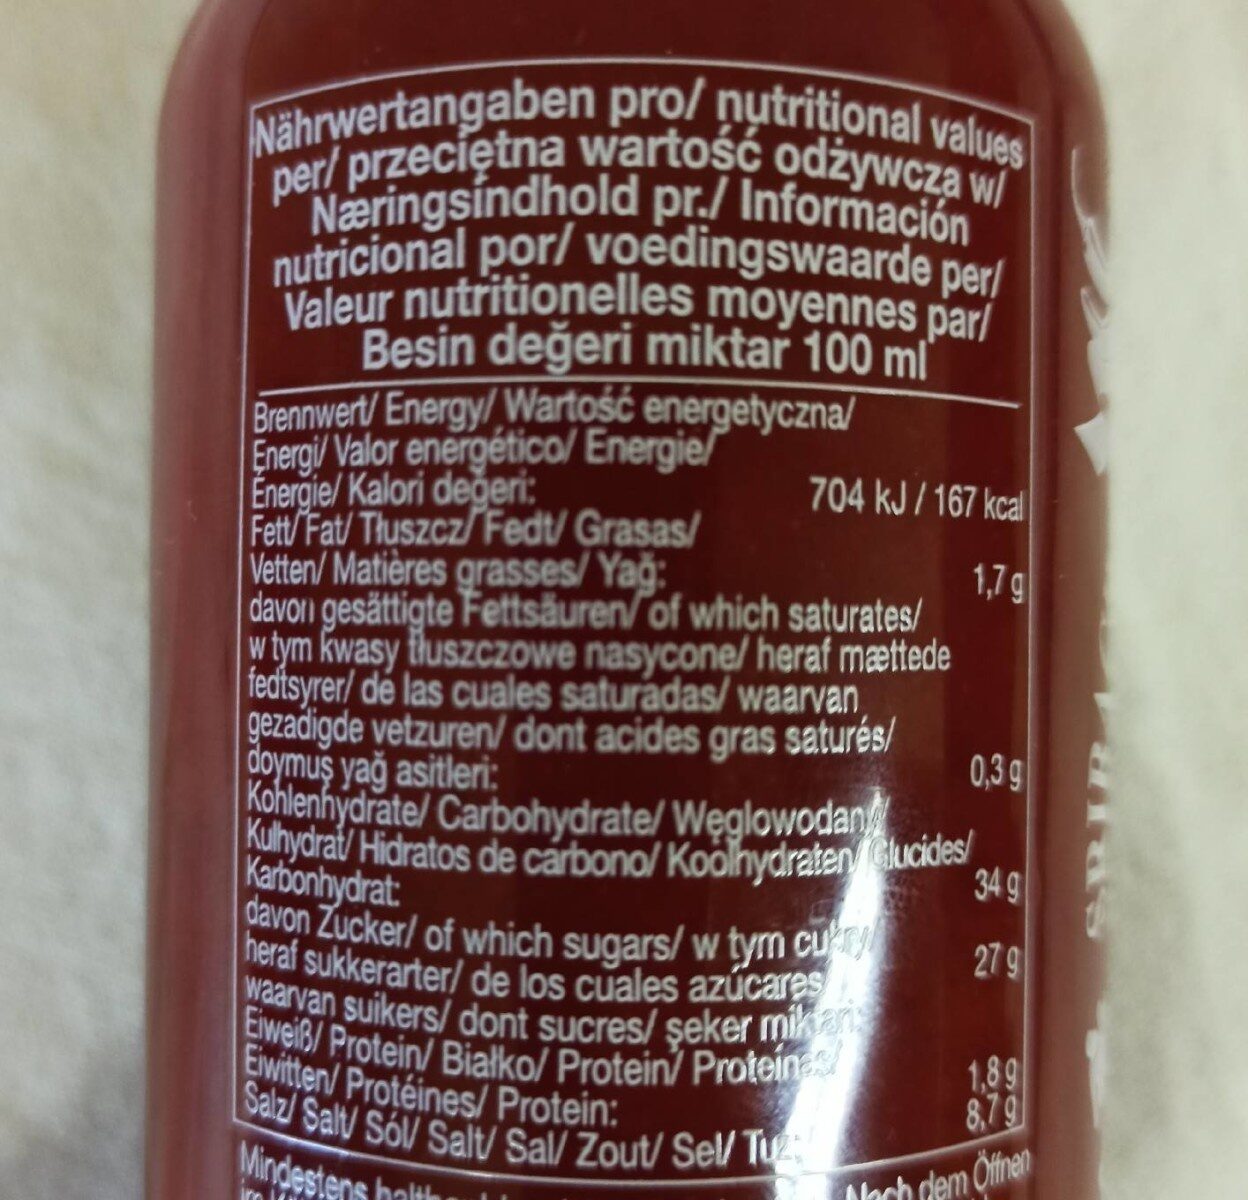 Nährwertangaben pro/ nutritional values
per/ przeciętna wartość odżywcza w/
Næringsindhold pr./ Información
nutricional por/ voedingswaarde per/
Valeur nutritionelles moyennes par/
Besin değeri miktar 100 ml
Brennwert/ Energy/ Wartość energetyczna/
Energi/ Valor energético/ Energie/
Énergie/ Kalori değeri: 704 kJ / 167 kcal
Fett/ Fat/ Tłuszcz/ Fedt/ Grasas/
Vetten/ Matières grasses/ Yağ: 1,7 g
davon gesättigte Fettsäuren/ of which saturates/
w tym kwasy tłuszczowe nasycone/ heraf mættede
fedtsyrer/ de las cuales saturadas/ waarvan
gezadigde vetzuren/ dont acides gras saturés/
doymuş yağ asitleri: 0,3 g
Kohlenhydrate/ Carbohydrate/ Węglowodany/
Kulhydrat/ Hidratos de carbono/ Koolhydraten/ Glucides/
Karbonhydrat: 34 g
davon Zucker/ of which sugars/ w tym cukry/
heraf sukkerarter/ de los cuales azúcares/ 27 g
waarvan suikers/ dont sucres/ şeker
Eiweiß/ Protein/ Białko/ Protein/ Proteínas/
Eiwitten/ Protéines/ Protein: 1,8 g
Salz/ Salt/ Sól/ Salt/ Sal/ Zout/ Sel/ Tuz: 8,7 g
Mindestens Nach dem Öffnen